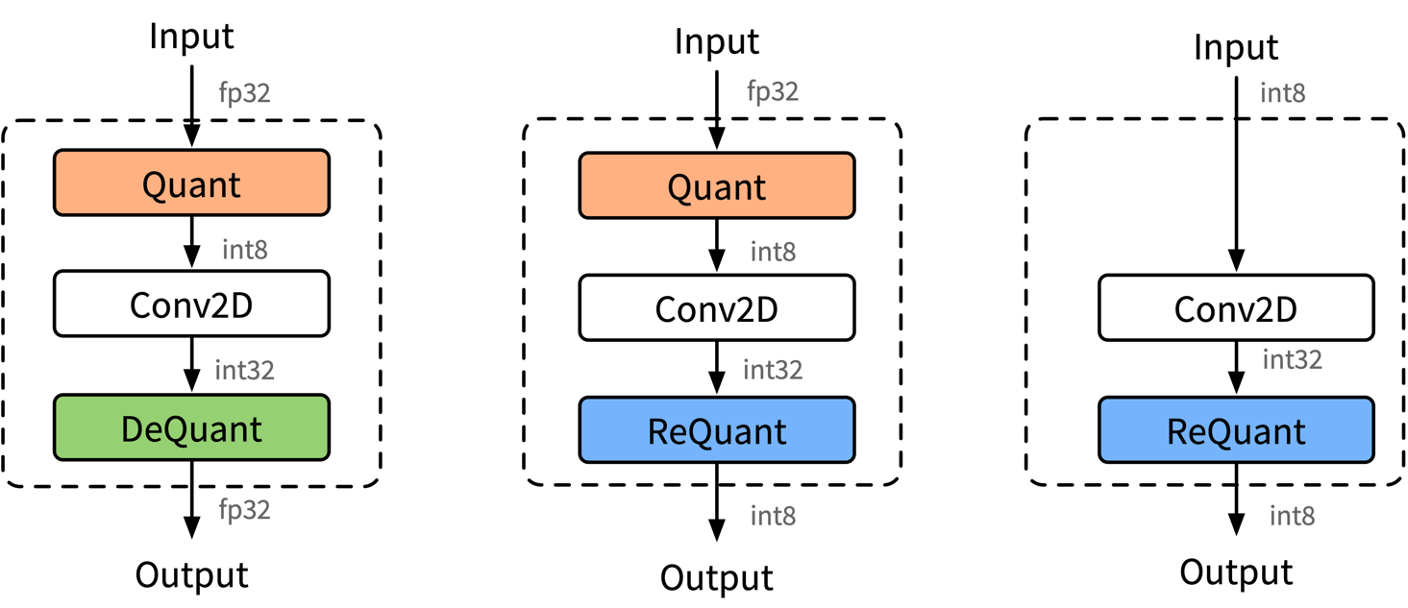 Input
fp32
Quant
int8
Conv2D
int32
DeQuant
fp32
Output
Input
fp32
Quant
int8
Conv2D
int32
ReQuant
int8
Output
Input
int8
Conv2D
int32
ReQuant
int8
Output